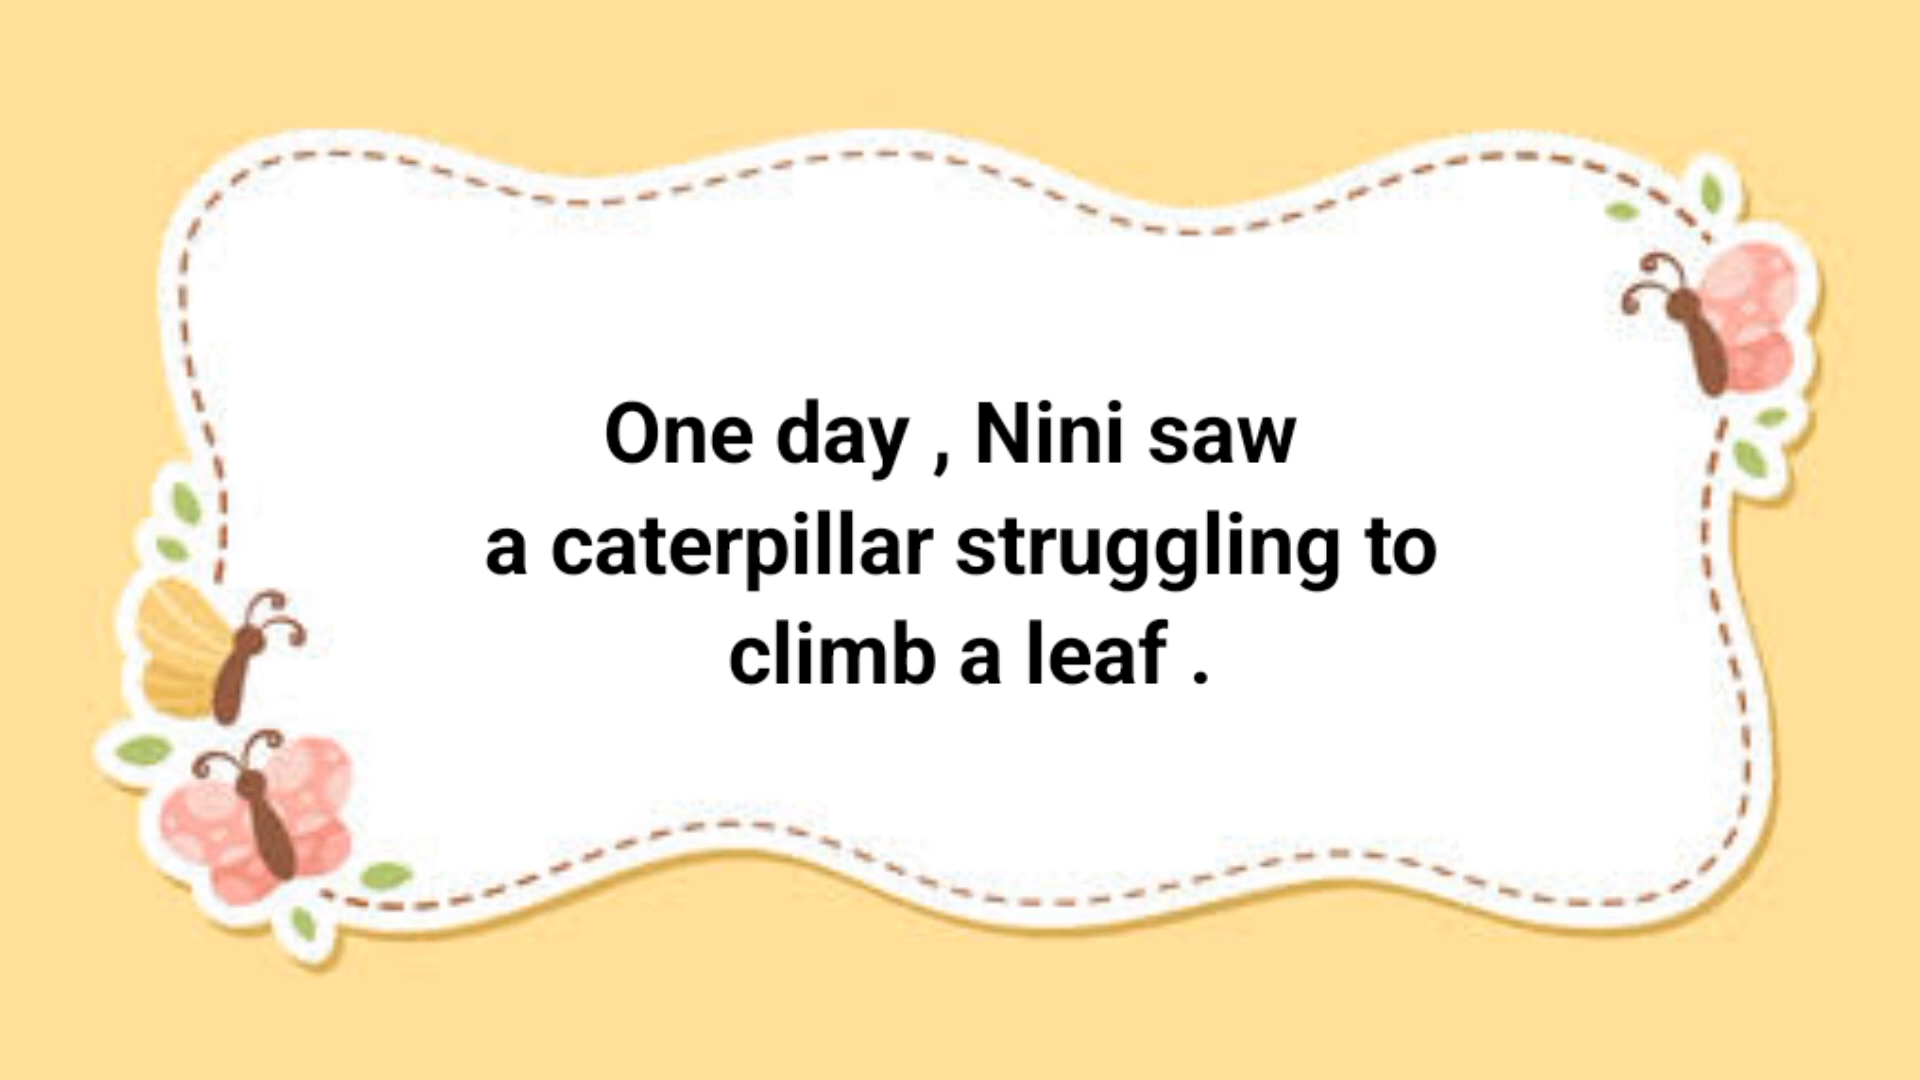 One day , Nini saw
a caterpillar struggling to
climb a leaf .